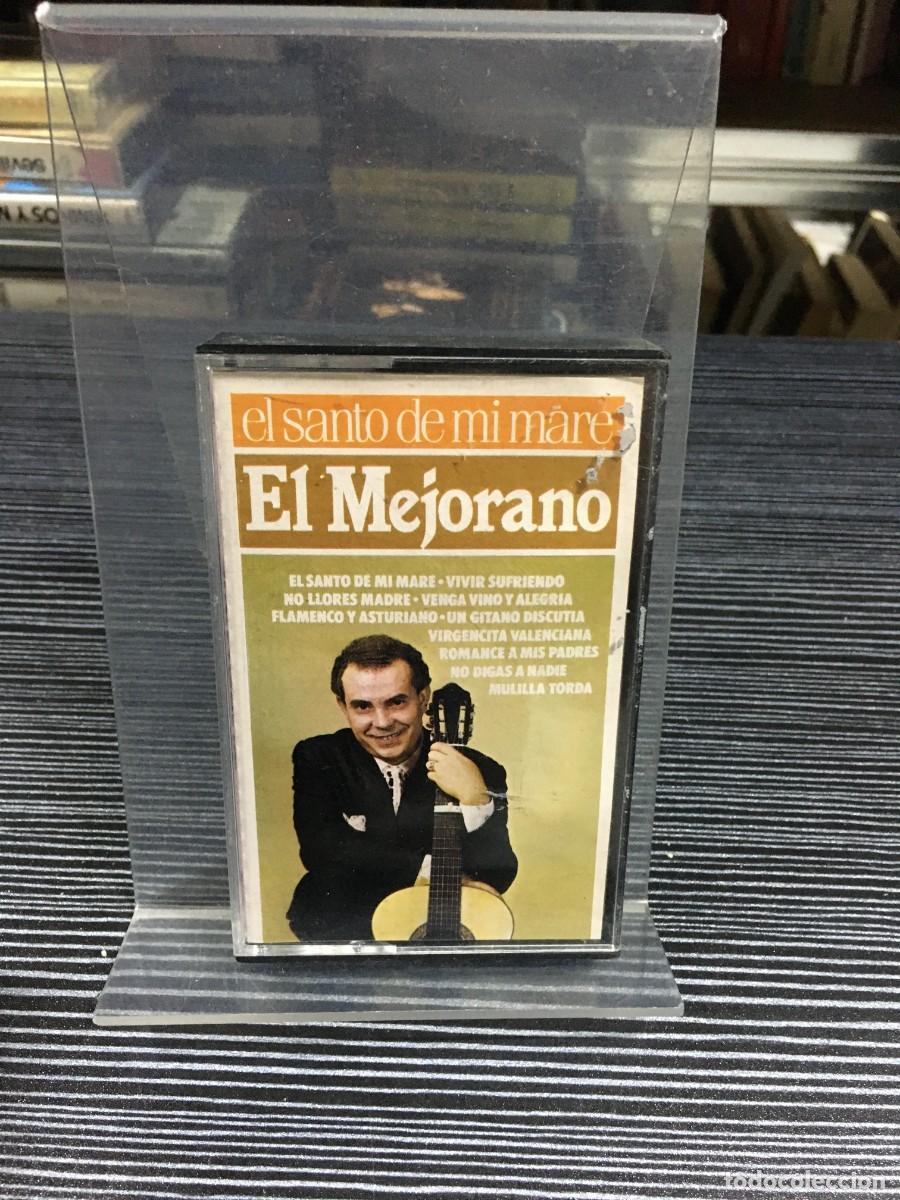 el santo de mi mare
El Mejorano
EL SANTO DE MI MARE • VIVIR SUFRIENDO
NO LLORES MADRE • VENGA VINO Y ALEGRIA
FLAMENCO Y ASTURIANO • UN GITANO DISCUTIA
VIRGENCITA VALENCIANA
ROMANCE A MIS PADRES
NO DIGAS A NADIE
MULILLA TORDA
todocoleccion